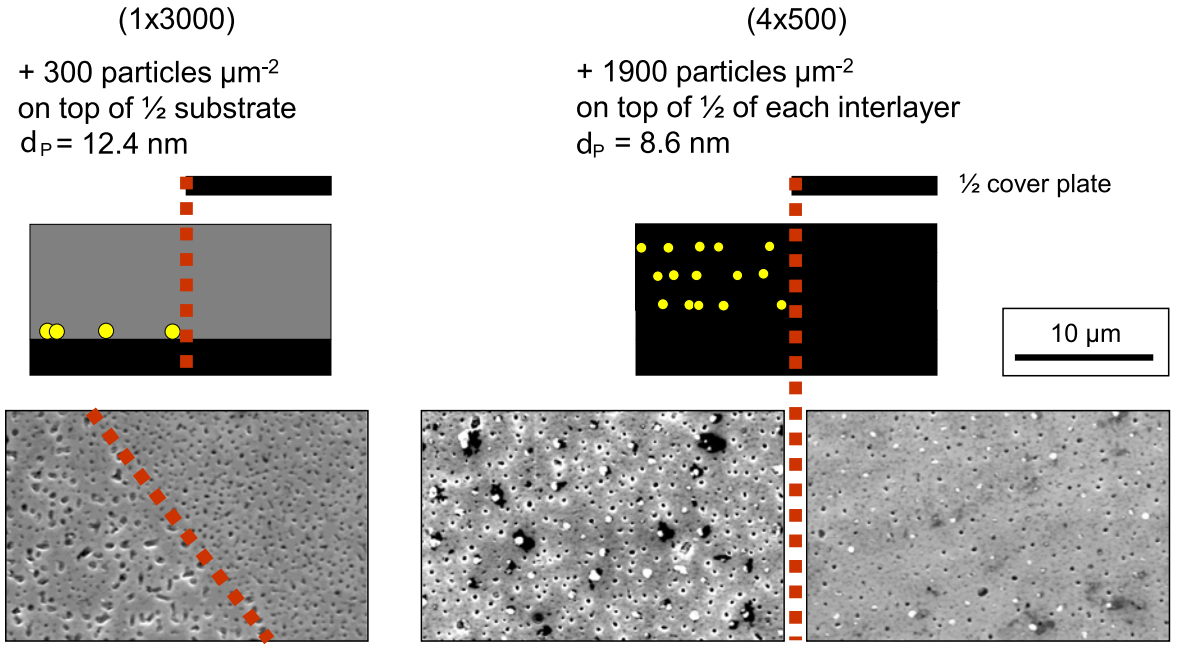 (1x3000)
+ 300 particles µm-2
on top of ½ substrate
dP = 12.4 nm
(4x500)
+ 1900 particles µm-2
on top of ½ of each interlayer
dP = 8.6 nm
½ cover plate
10 µm